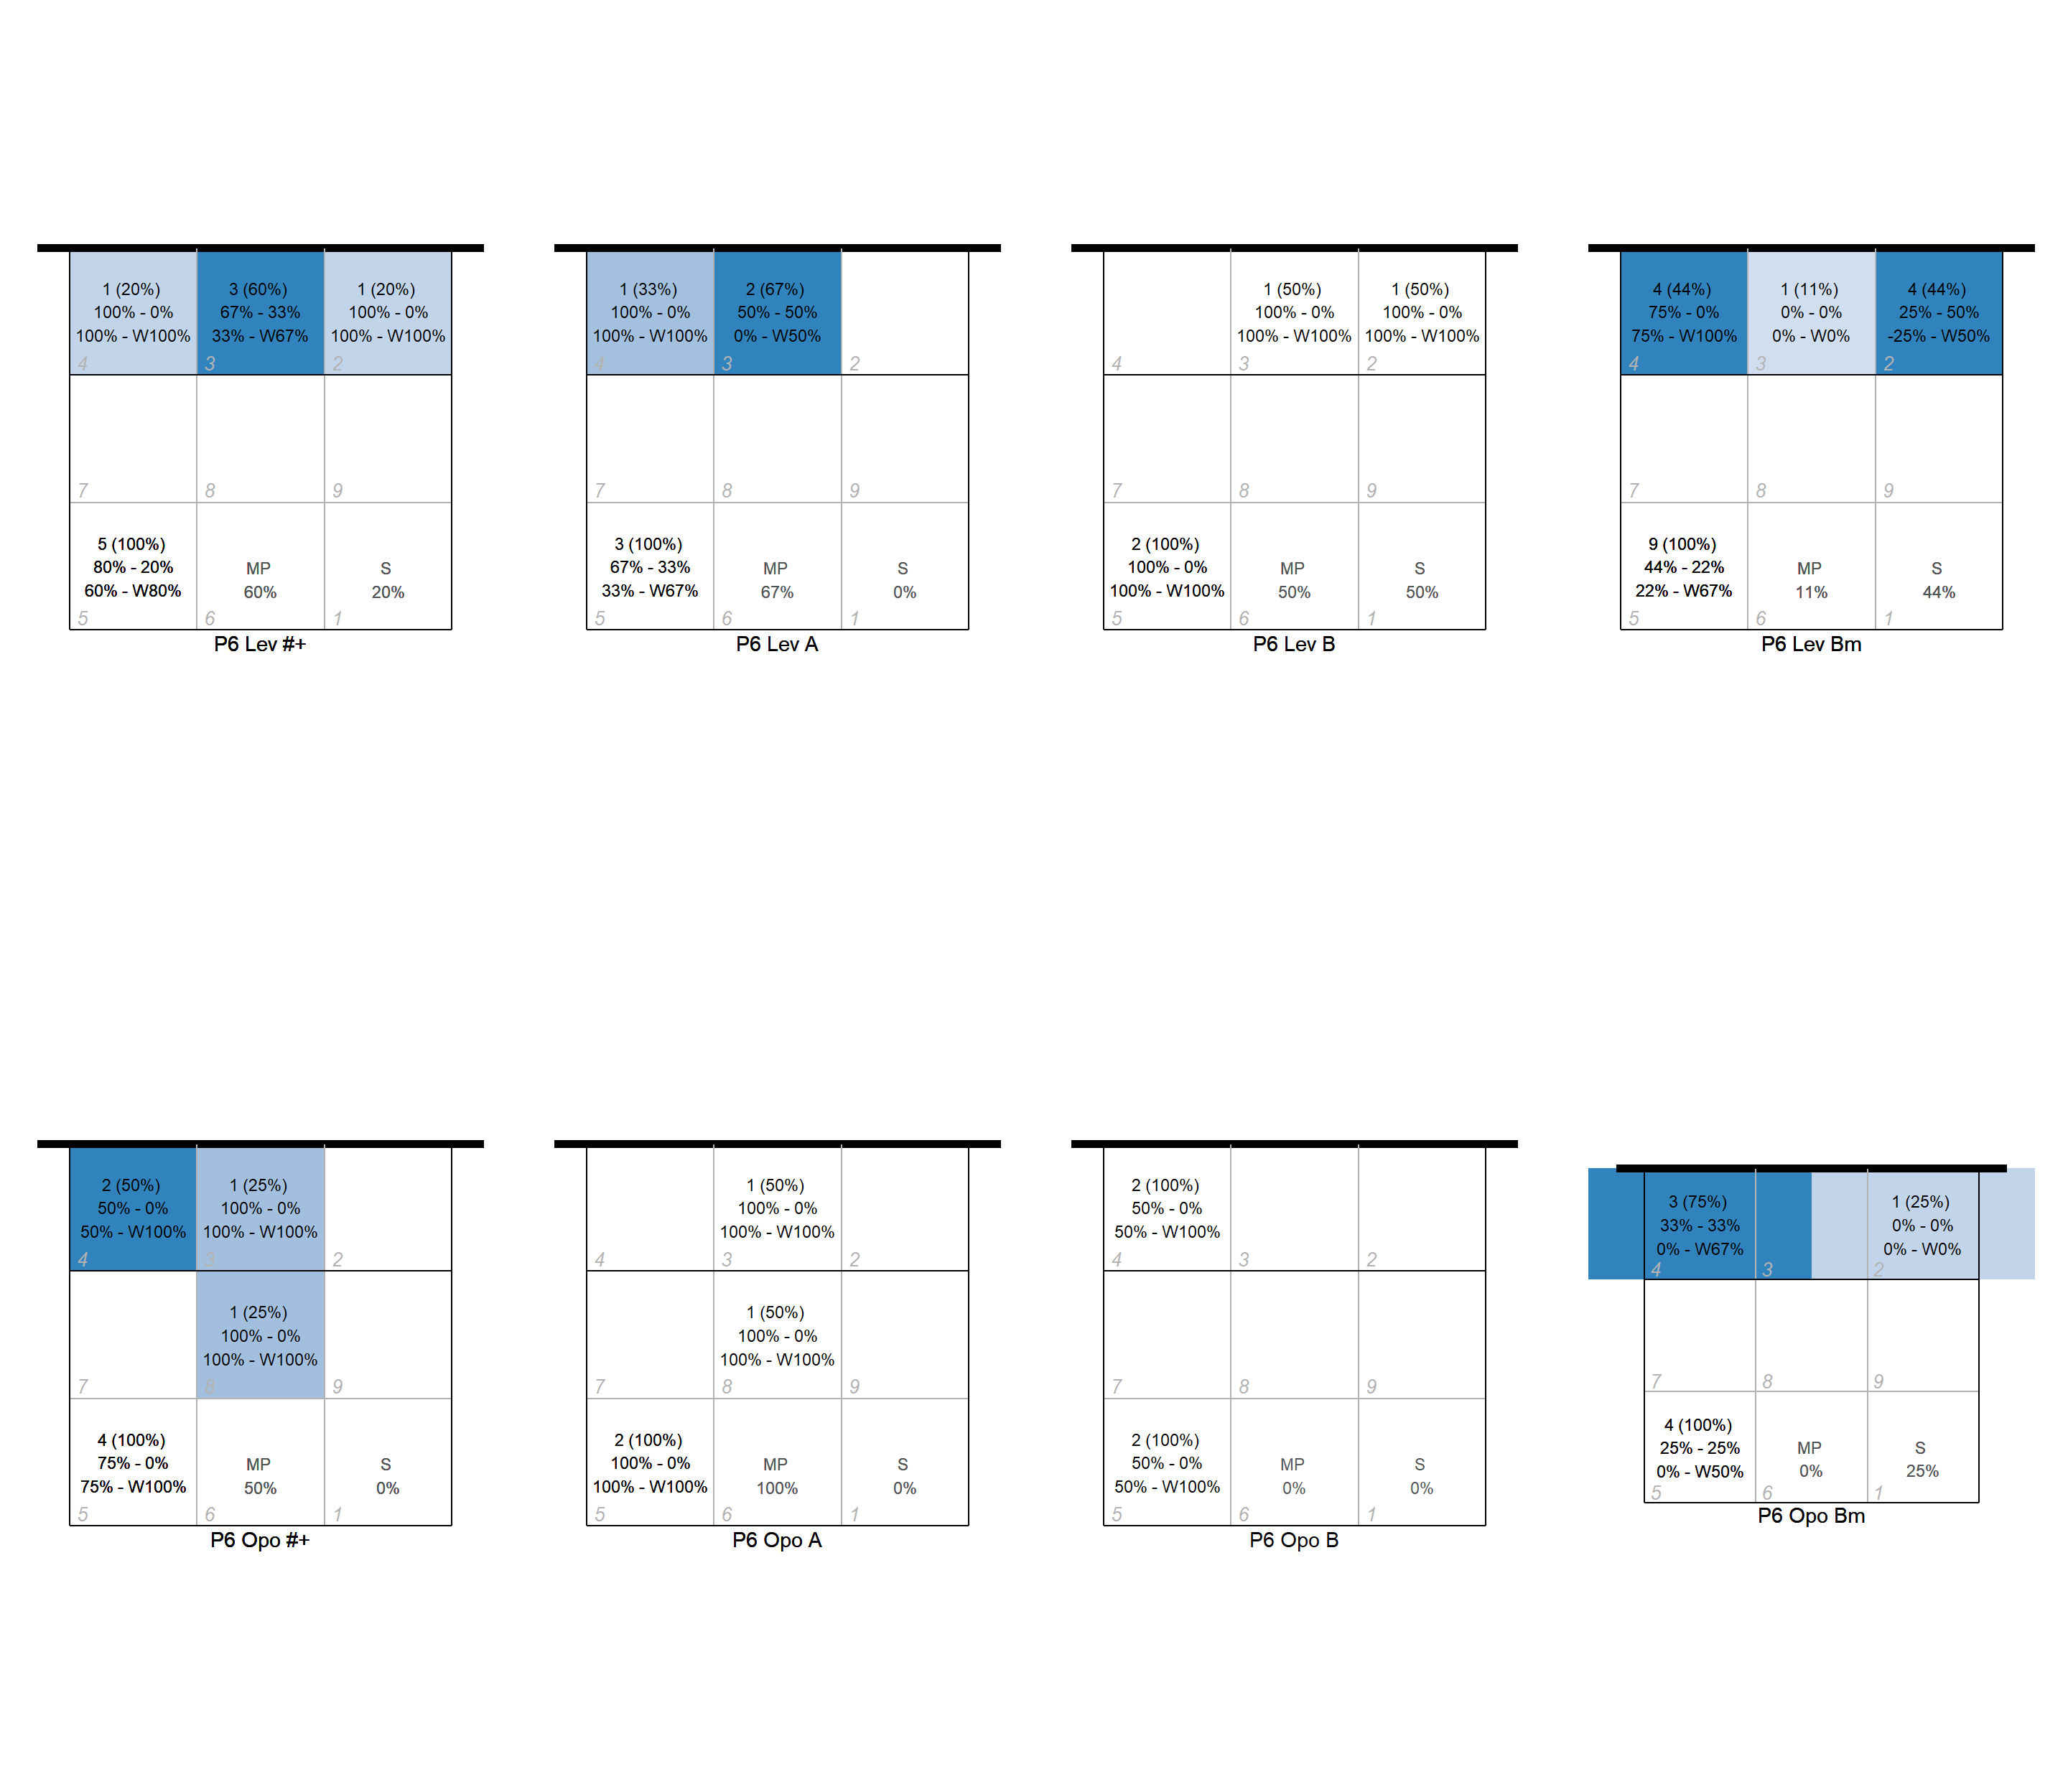 1 (20%)
100% - 0%
100% - W100%
4
3 (60%)
67% - 33%
33% - W67%
3
1 (20%)
100% - 0%
100% - W100%
2
7
8
9
5 (100%)
80% - 20%
60% - W80%
5
MP
60%
6
S
20%
1
P6 Lev #+
1 (33%)
100% - 0%
100% - W100%
4
2 (67%)
50% - 50%
0% - W50%
3
2
7
8
9
3 (100%)
67% - 33%
33% - W67%
5
MP
67%
6
S
0%
1
P6 Lev A
4
1 (50%)
100% - 0%
100% - W100%
3
1 (50%)
100% - 0%
100% - W100%
2
7
8
9
2 (100%)
100% - 0%
100% - W100%
5
MP
50%
6
S
50%
1
P6 Lev B
4 (44%)
75% - 0%
75% - W100%
4
1 (11%)
0% - 0%
0% - W0%
3
4 (44%)
25% - 50%
-25% - W50%
2
7
8
9
9 (100%)
44% - 22%
22% - W67%
5
MP
11%
6
S
44%
1
P6 Lev Bm
2 (50%)
50% - 0%
50% - W100%
4
1 (25%)
100% - 0%
100% - W100%
3
2
7
1 (25%)
100% - 0%
100% - W100%
8
9
4 (100%)
75% - 0%
75% - W100%
5
MP
50%
6
S
0%
1
P6 Opo #+
4
1 (50%)
100% - 0%
100% - W100%
3
2
7
1 (50%)
100% - 0%
100% - W100%
8
9
2 (100%)
100% - 0%
100% - W100%
5
MP
100%
6
S
0%
1
P6 Opo A
2 (100%)
50% - 0%
50% - W100%
4
3
2
7
8
9
2 (100%)
50% - 0%
50% - W100%
5
MP
0%
6
S
0%
1
P6 Opo B
3 (75%)
33% - 33%
0% - W67%
4
3
1 (25%)
0% - 0%
0% - W0%
2
7
8
9
4 (100%)
25% - 25%
0% - W50%
5
MP
0%
6
S
25%
1
P6 Opo Bm